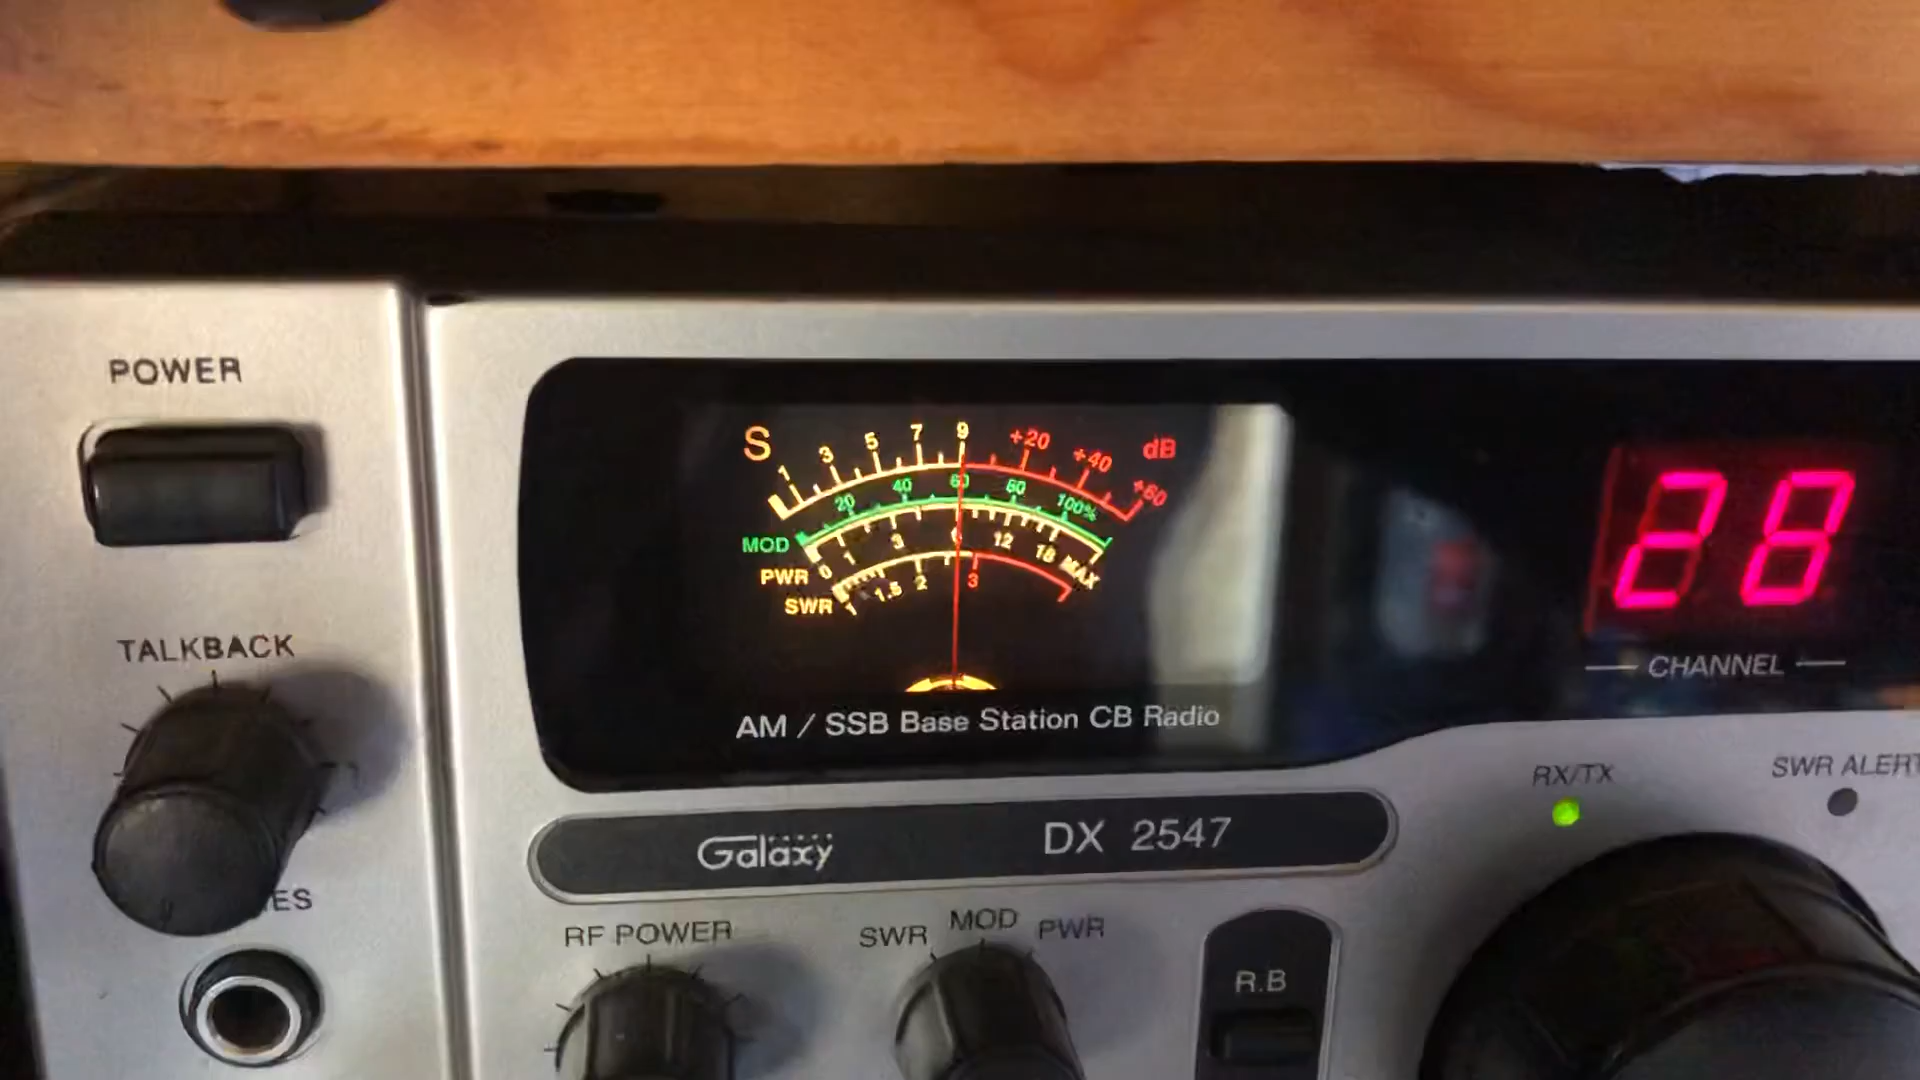 POWER
S 1 3 5 7 9 +20 +40 +60 dB
MOD 20 40 60 80 100%
PWR 0 1 3 12 18 MAX
SWR 1 1.5 2 3
28
CHANNEL
TALKBACK
AM / SSB Base Station CB Radio
RX/TX
SWR ALERT
Galaxy DX 2547
RF POWER
SWR MOD PWR
R.B